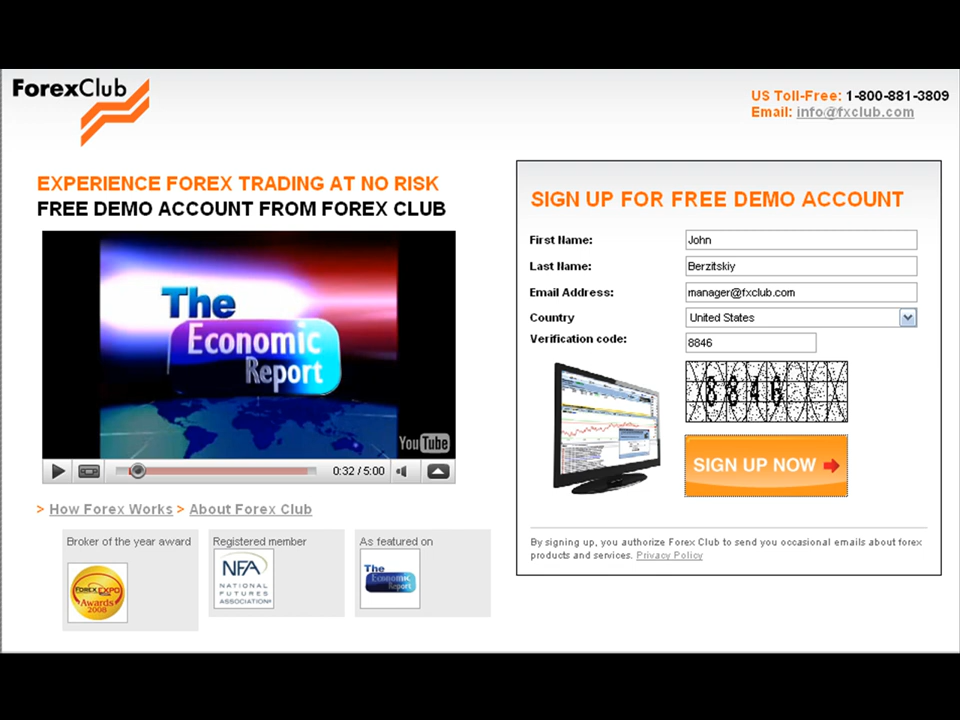 ForexClub
US Toll-Free: 1-800-881-3809
Email: info@fxclub.com
EXPERIENCE FOREX TRADING AT NO RISK
FREE DEMO ACCOUNT FROM FOREX CLUB
The
Economic
Report
YouTube
0:32 / 5:00
> How Forex Works > About Forex Club
Broker of the year award
FOREX EXPO
Awards
2008
Registered member
NFA
NATIONAL
FUTURES
ASSOCIATION®
As featured on
The
Economic
Report
SIGN UP FOR FREE DEMO ACCOUNT
First Name: John
Last Name: Berzitskiy
Email Address: manager@fxclub.com
Country United States
Verification code: 8846
8846
SIGN UP NOW
By signing up, you authorize Forex Club to send you occasional emails about forex
products and services. Privacy Policy